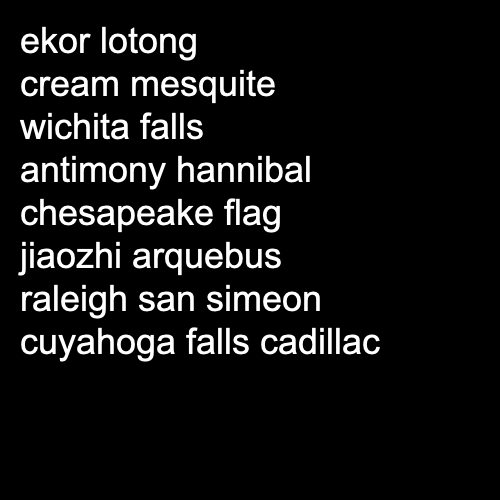 ekor lotong
cream mesquite
wichita falls
antimony hannibal
chesapeake flag
jiaozhi arquebus
raleigh san simeon
cuyahoga falls cadillac